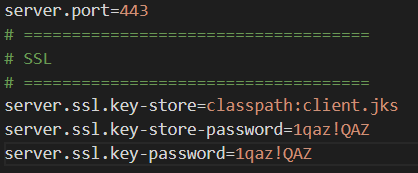 server.port=443
# ====================================
# SSL
# ====================================
server.ssl.key-store=classpath:client.jks
server.ssl.key-store-password=1qaz!QAZ
server.ssl.key-password=1qaz!QAZ